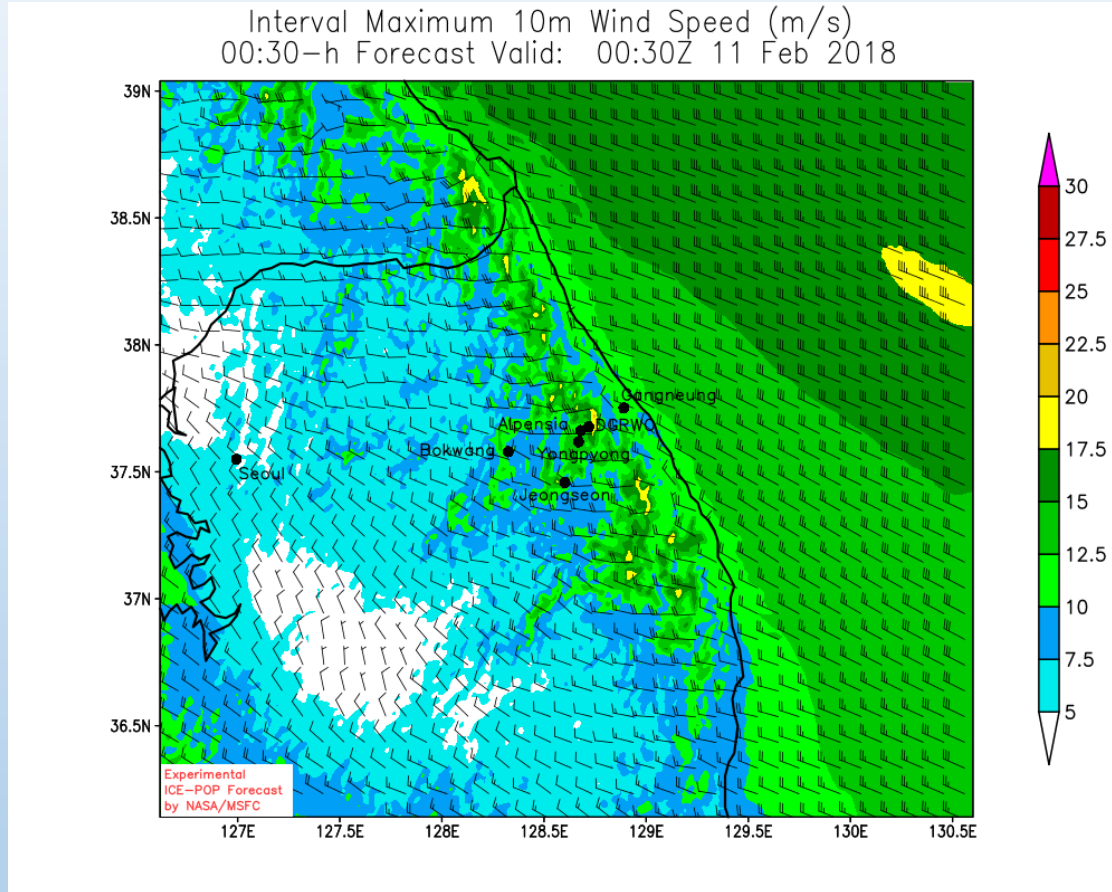 Interval Maximum 10m Wind Speed (m/s)
00:30-h Forecast Valid: 00:30Z 11 Feb 2018
39N
38.5N
38N
37.5N
37N
36.5N
127E 127.5E 128E 128.5E 129E 129.5E 130E 130.5E
Gangneung
Alpensia DGRWO
Bokwang Yongpyong
Seoul
Jeongseon
Experimental
ICE-POP Forecast
by NASA/MSFC
30
27.5
25
22.5
20
17.5
15
12.5
10
7.5
5